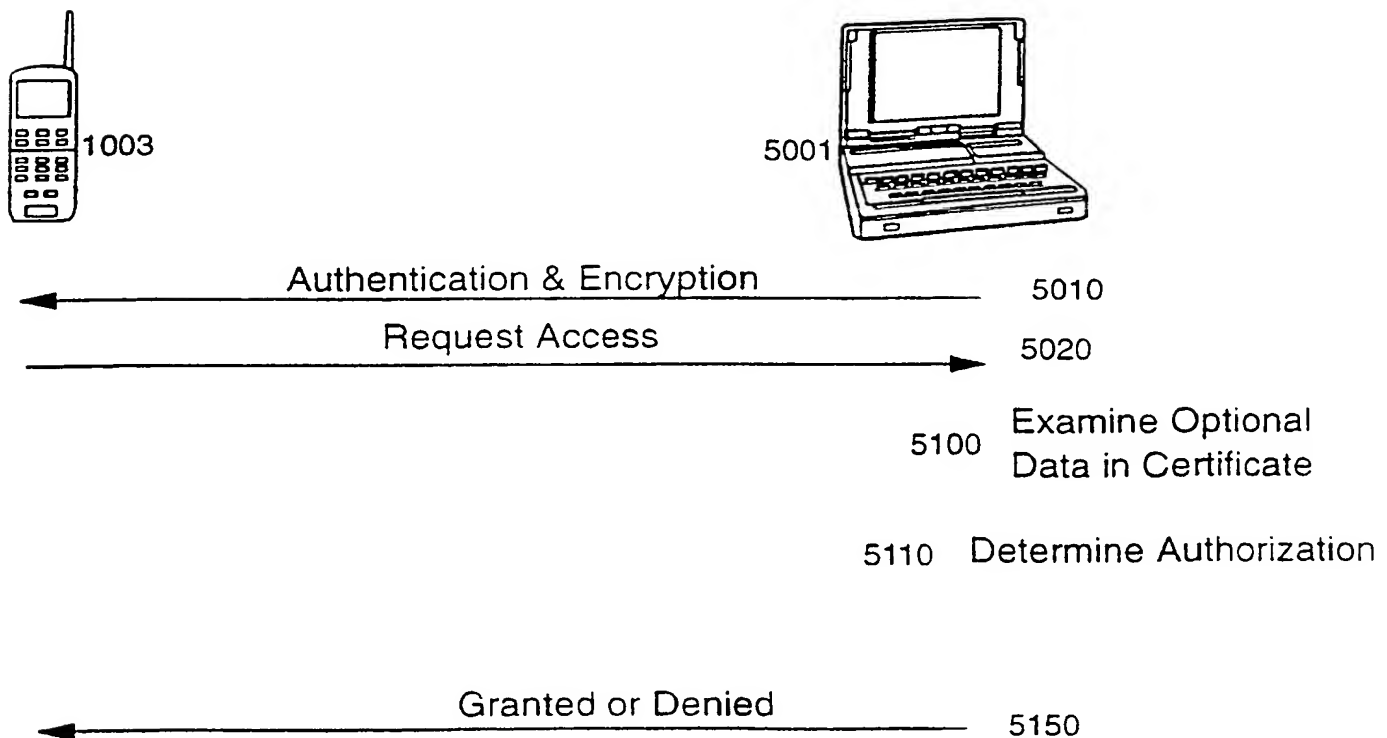 1003
5001
Authentication & Encryption 5010
Request Access 5020
5100 Examine Optional
Data in Certificate
5110 Determine Authorization
Granted or Denied 5150